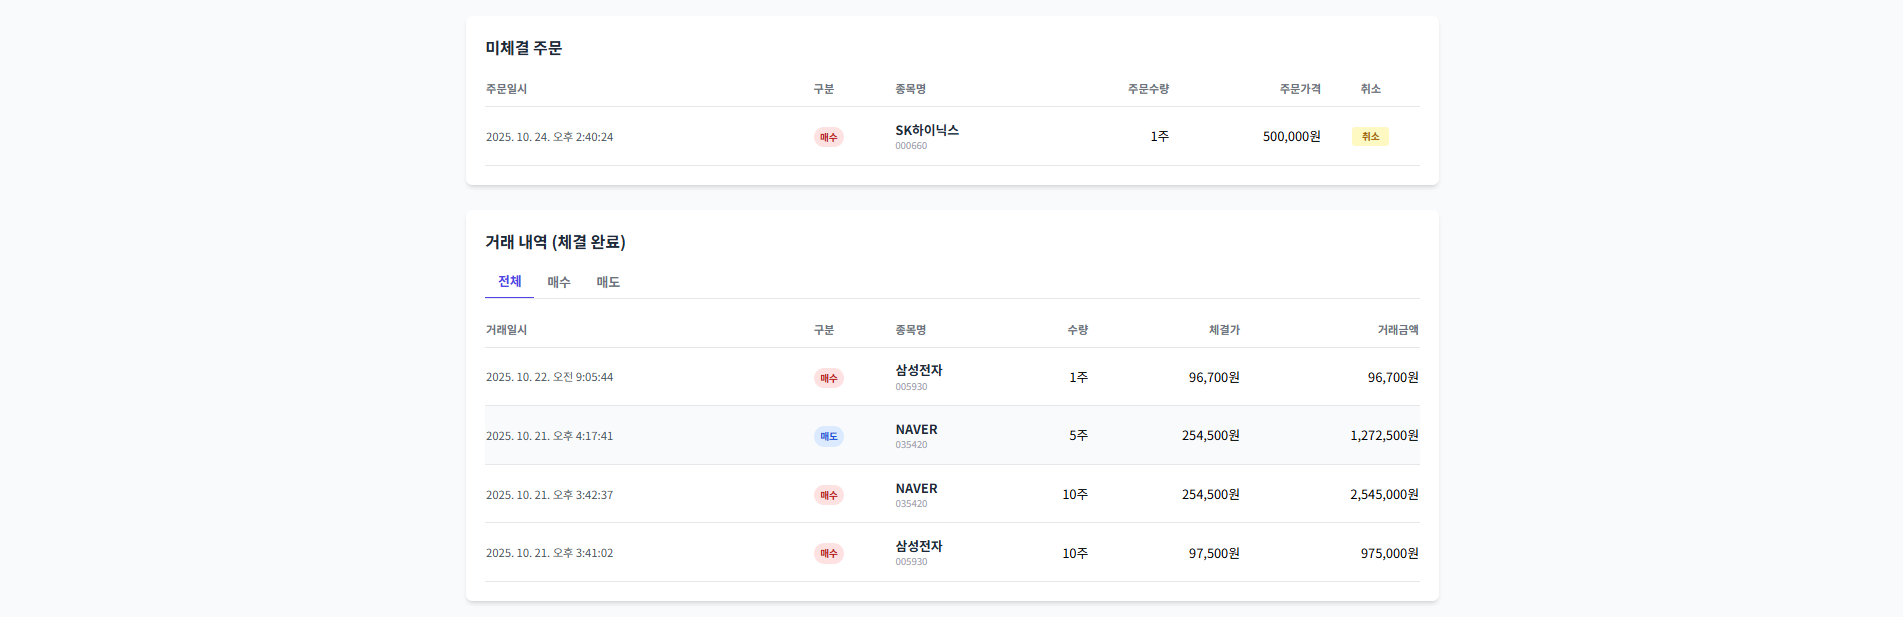 미체결 주문
주문일시 구분 종목명 주문수량 주문가격 취소
2025. 10. 24. 오후 2:40:24 매수 SK하이닉스 1주 500,000원 취소
000660
거래 내역 (체결 완료)
전체 매수 매도
거래일시 구분 종목명 수량 체결가 거래금액
2025. 10. 22. 오전 9:05:44 매수 삼성전자 1주 96,700원 96,700원
005930
2025. 10. 21. 오후 4:17:41 매도 NAVER 5주 254,500원 1,272,500원
035420
2025. 10. 21. 오후 3:42:37 매수 NAVER 10주 254,500원 2,545,000원
035420
2025. 10. 21. 오후 3:41:02 매수 삼성전자 10주 97,500원 975,000원
005930